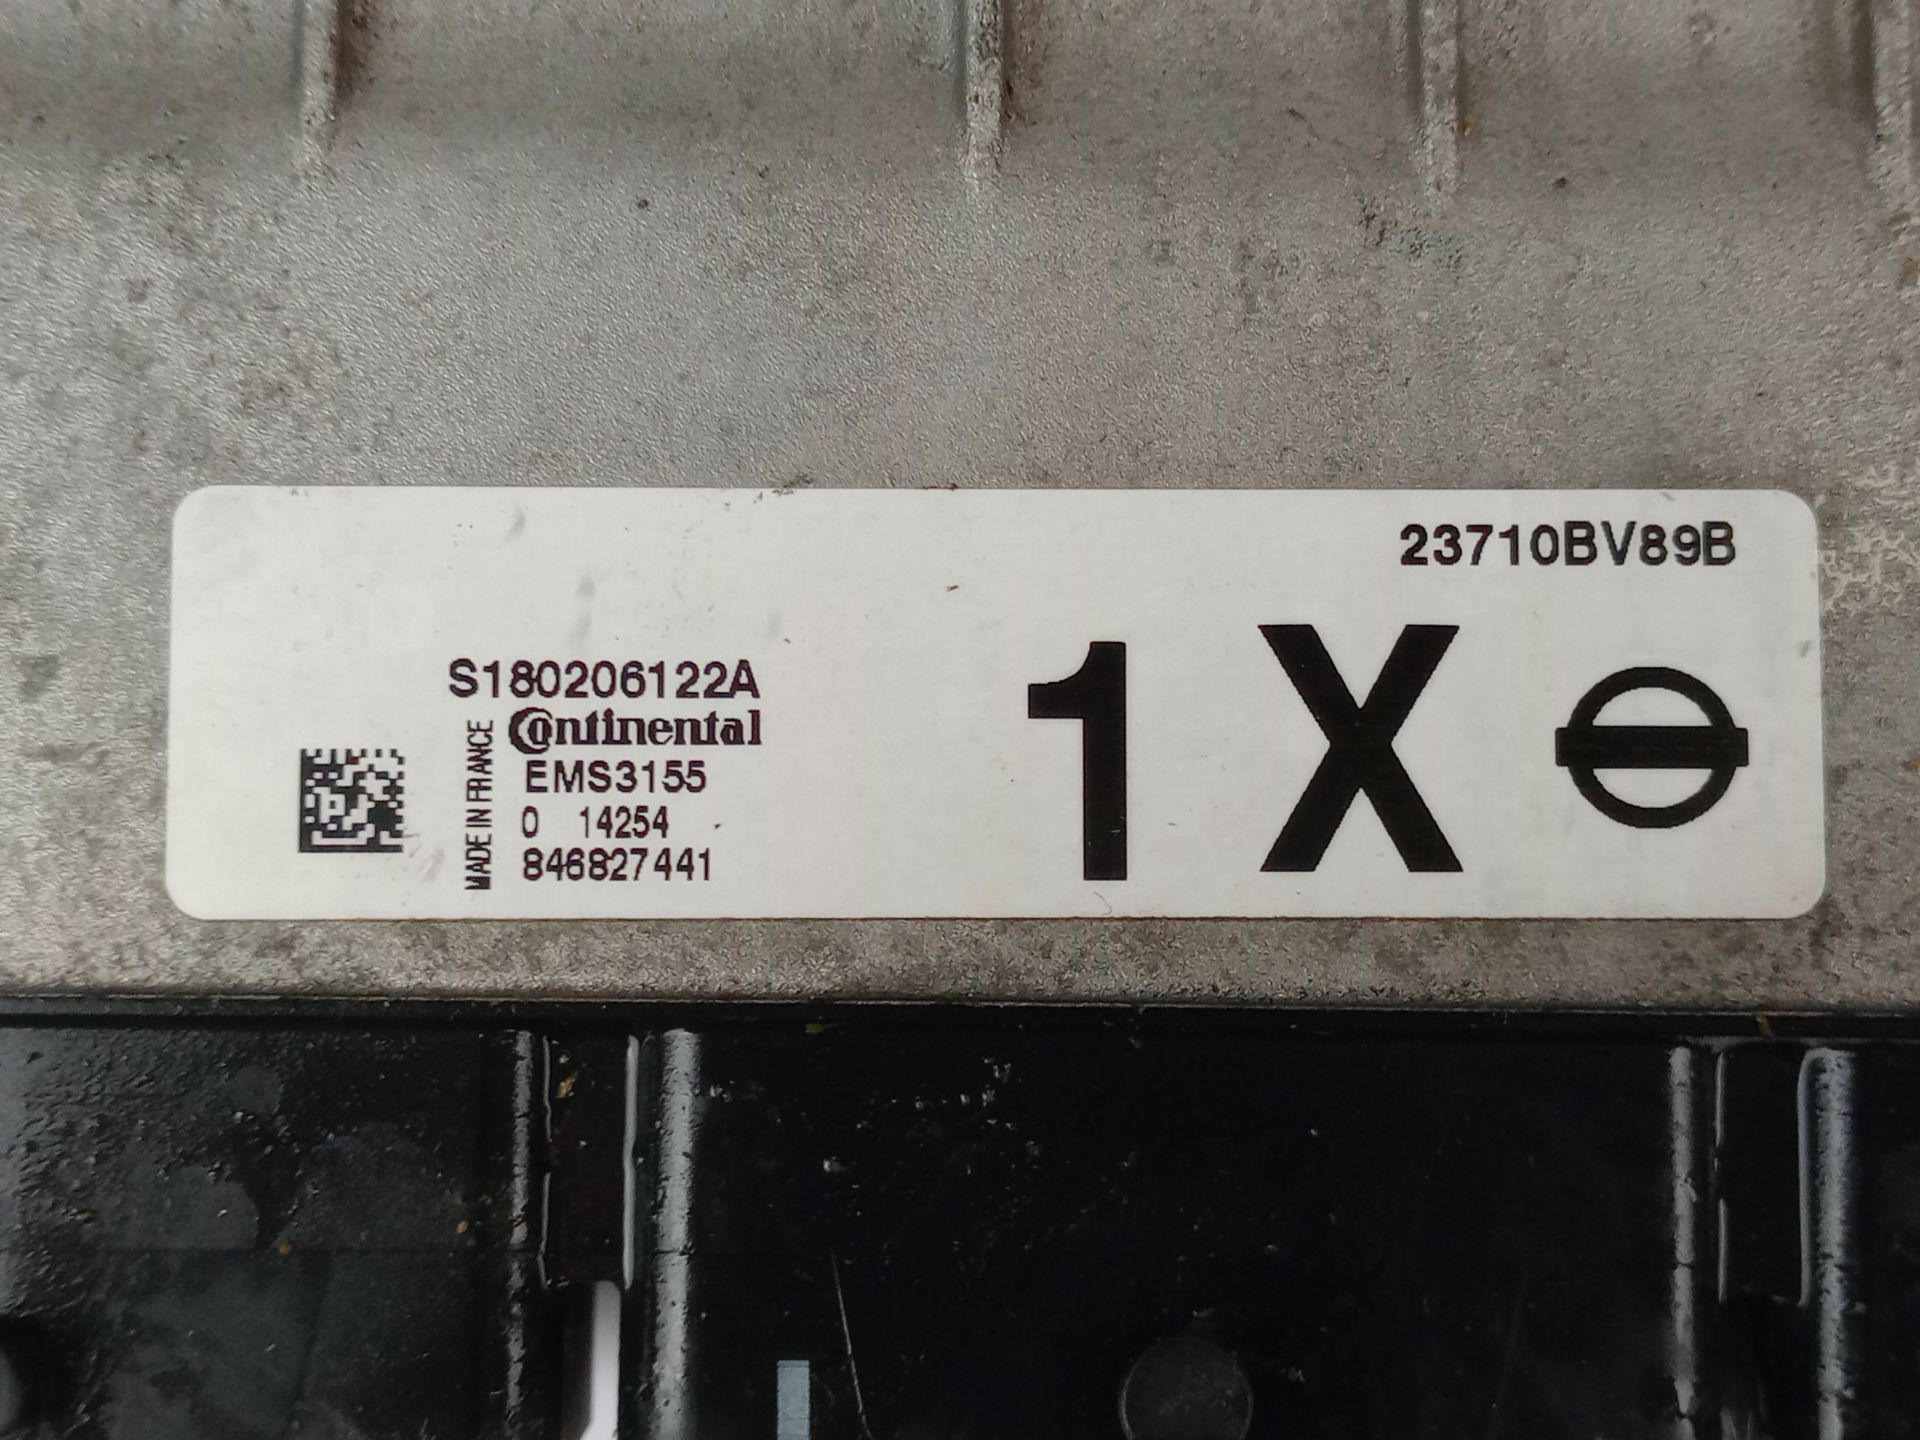 23710BV89B
S180206122A
Continental
EMS3155
0 14254
846827441
MADE IN FRANCE
1 X